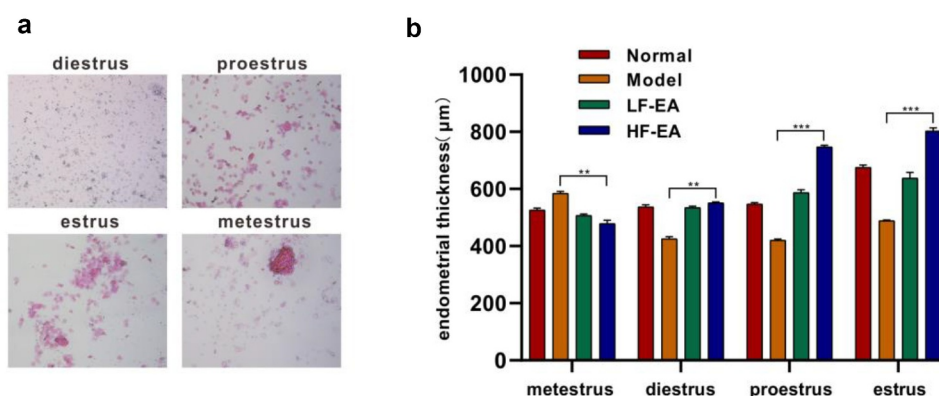 a
diestrus
proestrus
estrus
metestrus
b
Normal
Model
LF-EA
HF-EA
endometrial thickness( μm)
1000
800
600
400
200
0
**
**
***
***
metestrus
diestrus
proestrus
estrus